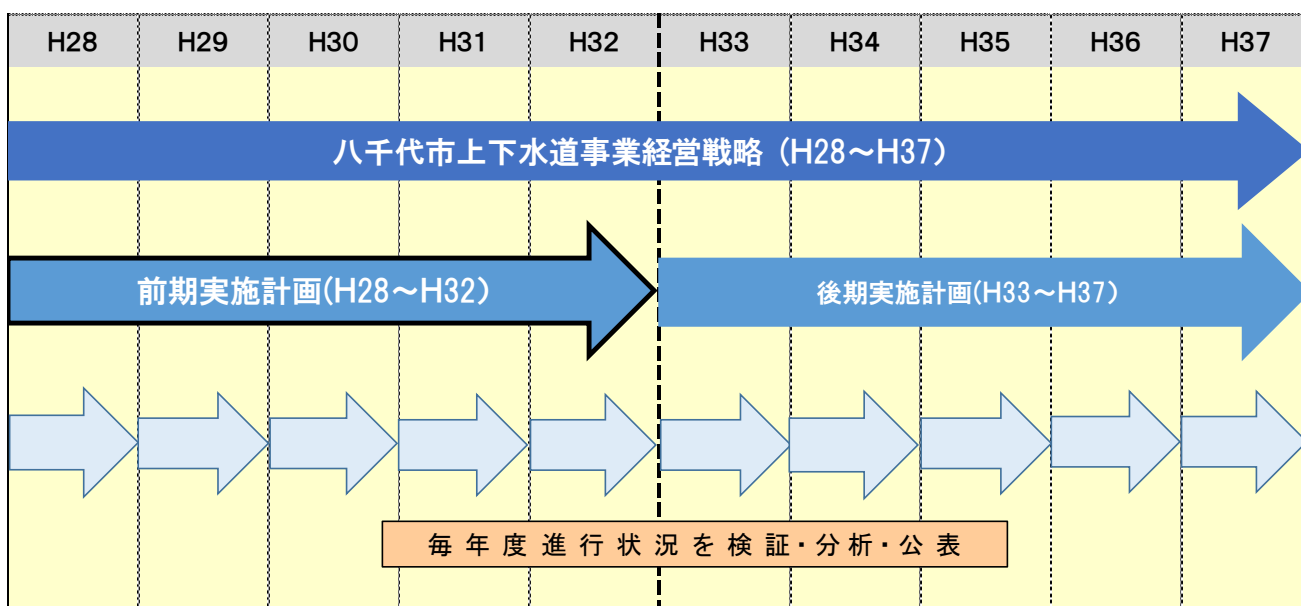 H28 H29 H30 H31 H32 H33 H34 H35 H36 H37
八千代市上下水道事業経営戦略（H28～H37）
前期実施計画(H28～H32)
後期実施計画(H33～H37)
毎年度進行状況を検証・分析・公表